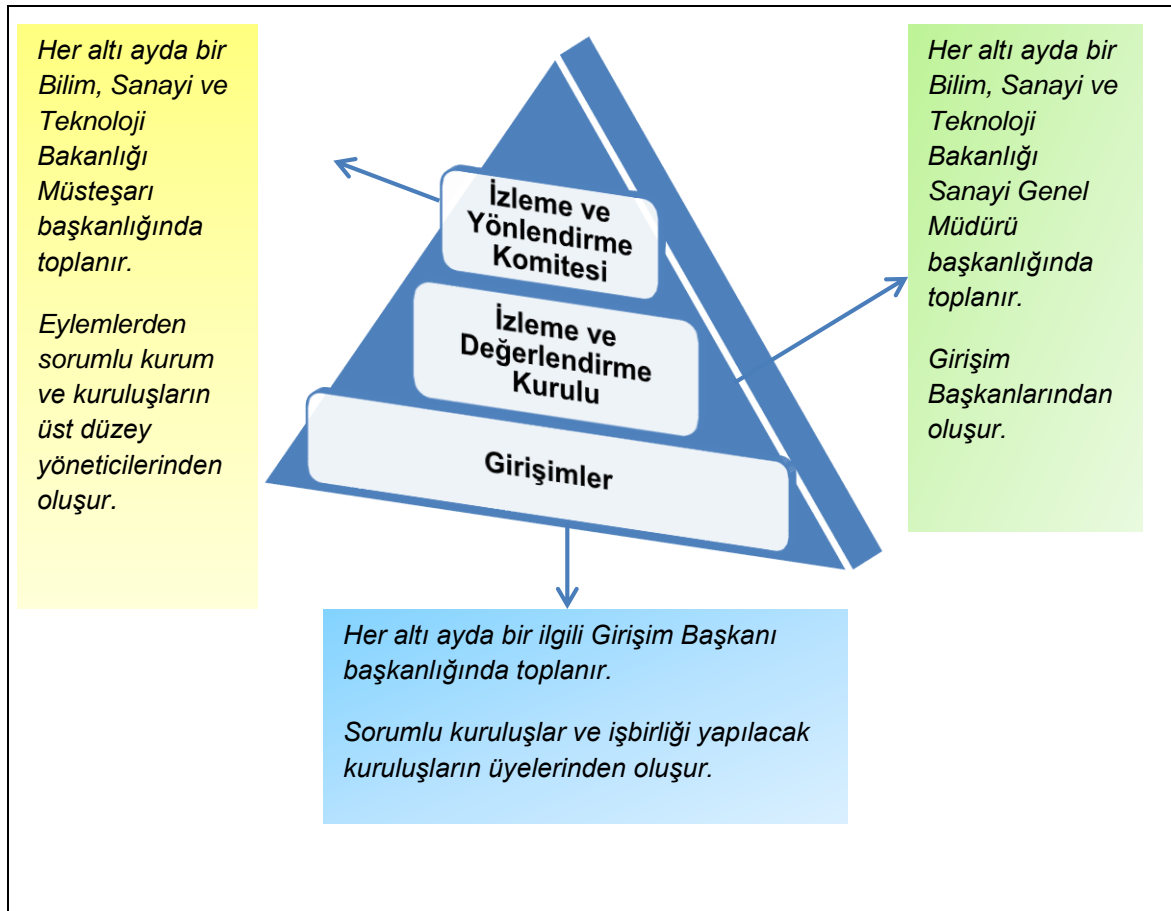 Her altı ayda bir
Bilim, Sanayi ve
Teknoloji
Bakanlığı
Müsteşarı
başkanlığında
toplanır.
Eylemlerden
sorumlu kurum
ve kuruluşların
üst düzey
yöneticilerinden
oluşur.
İzleme ve
Yönlendirme
Komitesi
İzleme ve
Değerlendirme
Kurulu
Girişimler
Her altı ayda bir
Bilim, Sanayi ve
Teknoloji
Bakanlığı
Sanayi Genel
Müdürü
başkanlığında
toplanır.
Girişim
Başkanlarından
oluşur.
Her altı ayda bir ilgili Girişim Başkanı
başkanlığında toplanır.
Sorumlu kuruluşlar ve işbirliği yapılacak
kuruluşların üyelerinden oluşur.